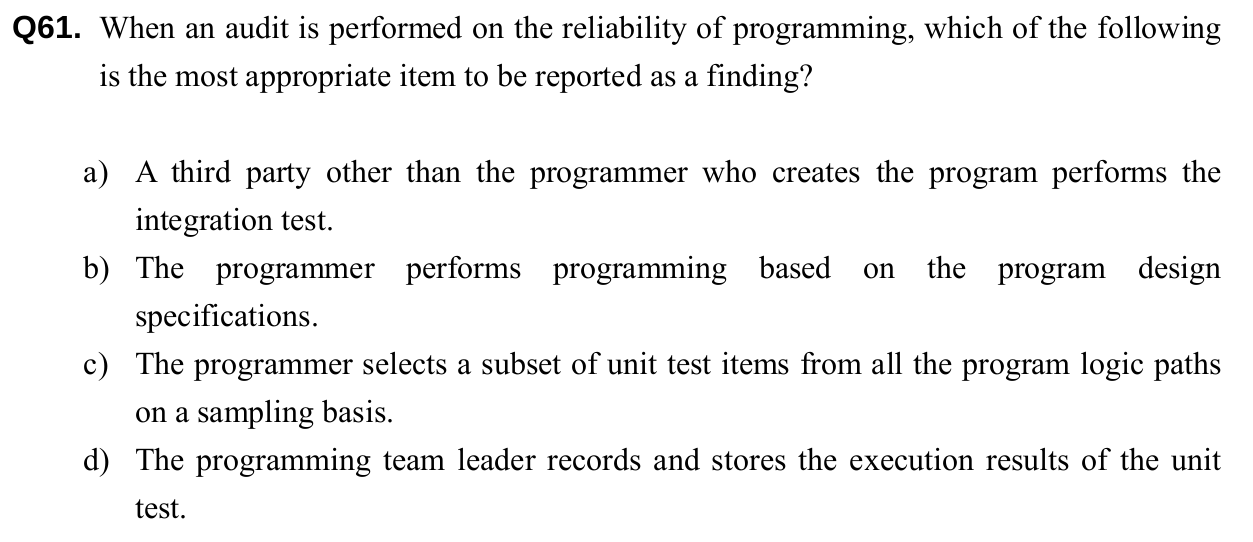 Q61. When an audit is performed on the reliability of programming, which of the following
is the most appropriate item to be reported as a finding?
a) A third party other than the programmer who creates the program performs the
integration test.
b) The programmer performs programming based on the program design
specifications.
c) The programmer selects a subset of unit test items from all the program logic paths
on a sampling basis.
d) The programming team leader records and stores the execution results of the unit
test.